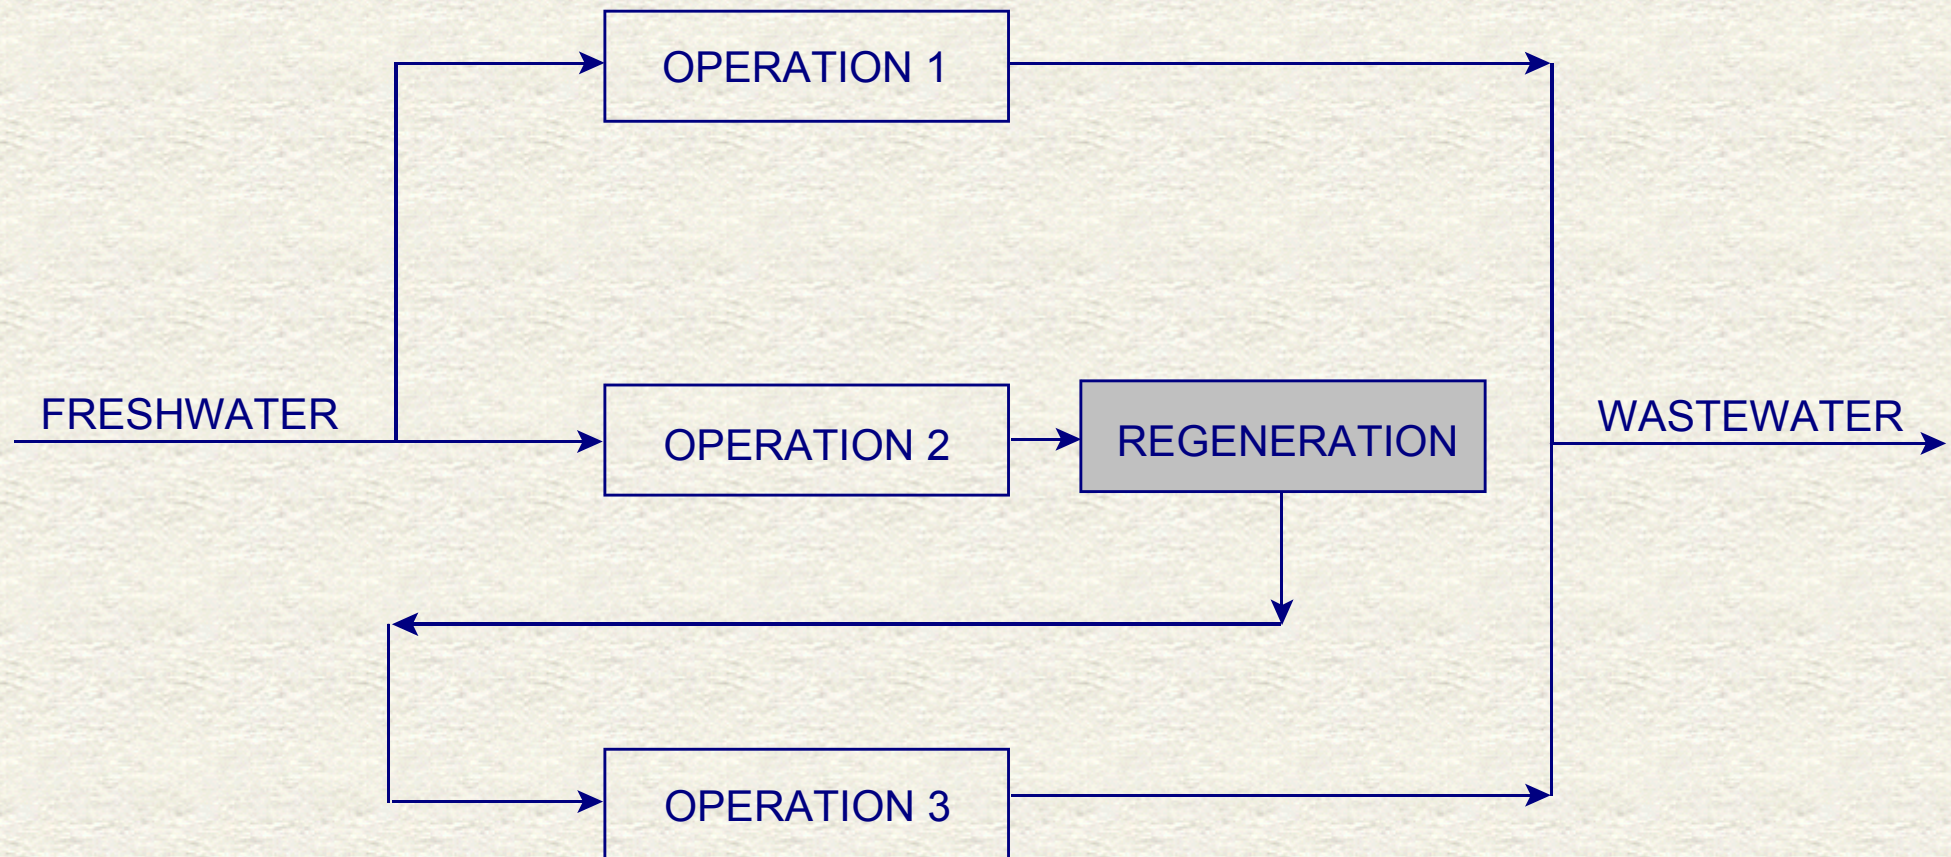 OPERATION 1
FRESHWATER
OPERATION 2
REGENERATION
WASTEWATER
OPERATION 3